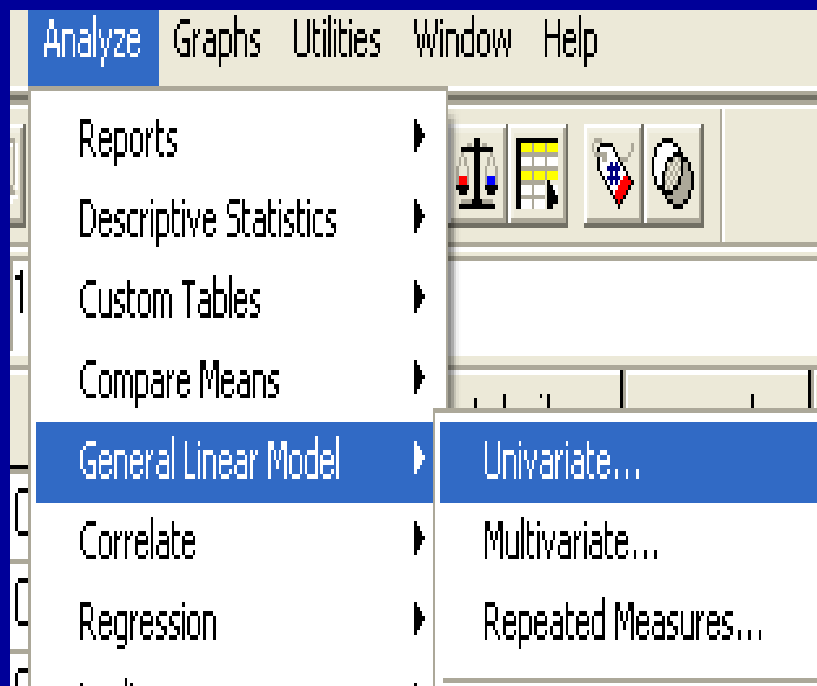 Analyze Graphs Utilities Window Help
Reports
Descriptive Statistics
Custom Tables
Compare Means
General Linear Model
Univariate...
Correlate
Multivariate...
Regression
Repeated Measures...